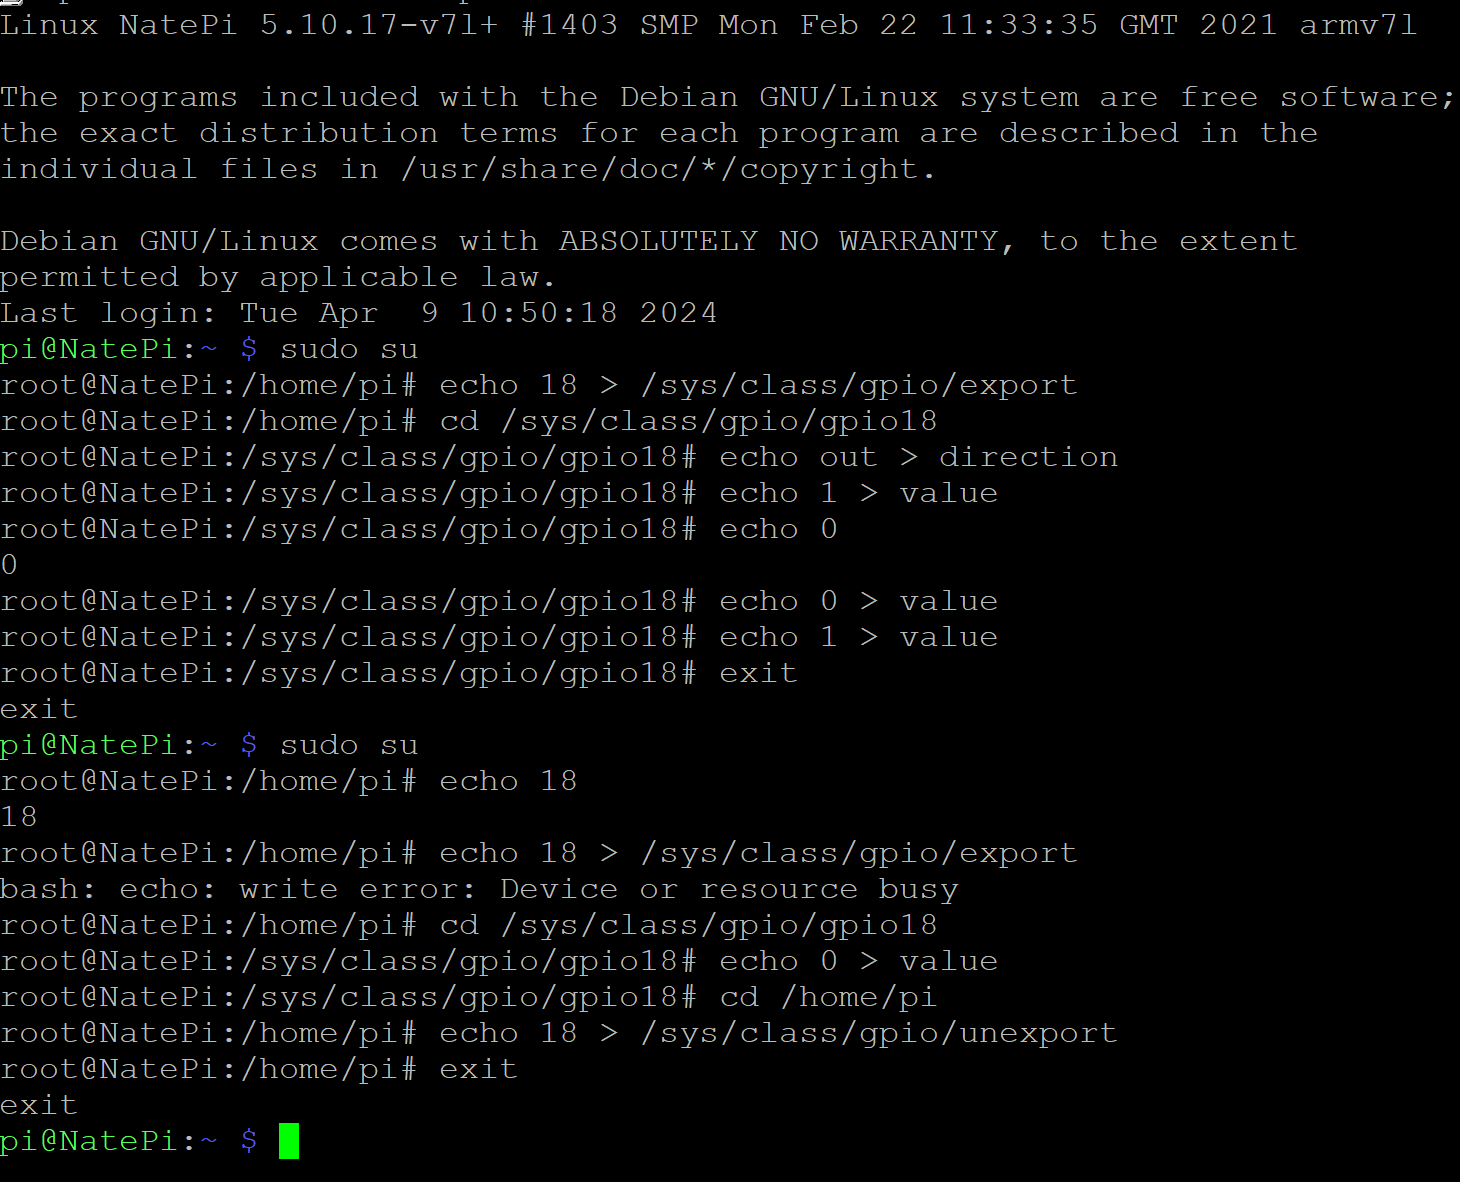 Linux NatePi 5.10.17-v7l+ #1403 SMP Mon Feb 22 11:33:35 GMT 2021 armv7l
The programs included with the Debian GNU/Linux system are free software;
the exact distribution terms for each program are described in the
individual files in /usr/share/doc/*/copyright.
Debian GNU/Linux comes with ABSOLUTELY NO WARRANTY, to the extent
permitted by applicable law.
Last login: Tue Apr  9 10:50:18 2024
pi@NatePi:~ $ sudo su
root@NatePi:/home/pi# echo 18 > /sys/class/gpio/export
root@NatePi:/home/pi# cd /sys/class/gpio/gpio18
root@NatePi:/sys/class/gpio/gpio18# echo out > direction
root@NatePi:/sys/class/gpio/gpio18# echo 1 > value
root@NatePi:/sys/class/gpio/gpio18# echo 0
0
root@NatePi:/sys/class/gpio/gpio18# echo 0 > value
root@NatePi:/sys/class/gpio/gpio18# echo 1 > value
root@NatePi:/sys/class/gpio/gpio18# exit
exit
pi@NatePi:~ $ sudo su
root@NatePi:/home/pi# echo 18
18
root@NatePi:/home/pi# echo 18 > /sys/class/gpio/export
bash: echo: write error: Device or resource busy
root@NatePi:/home/pi# cd /sys/class/gpio/gpio18
root@NatePi:/sys/class/gpio/gpio18# echo 0 > value
root@NatePi:/sys/class/gpio/gpio18# cd /home/pi
root@NatePi:/home/pi# echo 18 > /sys/class/gpio/unexport
root@NatePi:/home/pi# exit
exit
pi@NatePi:~ $